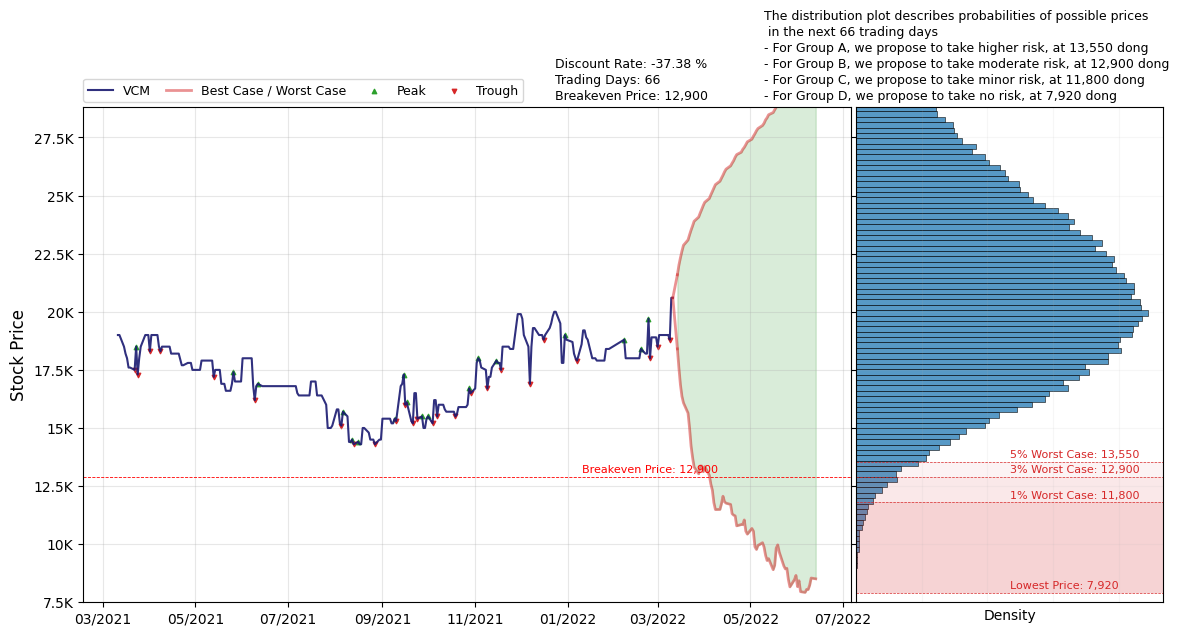 The distribution plot describes probabilities of possible prices
in the next 66 trading days
- For Group A, we propose to take higher risk, at 13,550 dong
- For Group B, we propose to take moderate risk, at 12,900 dong
- For Group C, we propose to take minor risk, at 11,800 dong
- For Group D, we propose to take no risk, at 7,920 dong
Discount Rate: -37.38 %
Trading Days: 66
Breakeven Price: 12,900
VCM Best Case / Worst Case Peak Trough
Stock Price
27.5K
25K
22.5K
20K
17.5K
15K
12.5K
10K
7.5K
Breakeven Price: 12,900
5% Worst Case: 13,550
3% Worst Case: 12,900
1% Worst Case: 11,800
Lowest Price: 7,920
03/2021 05/2021 07/2021 09/2021 11/2021 01/2022 03/2022 05/2022 07/2022
Density